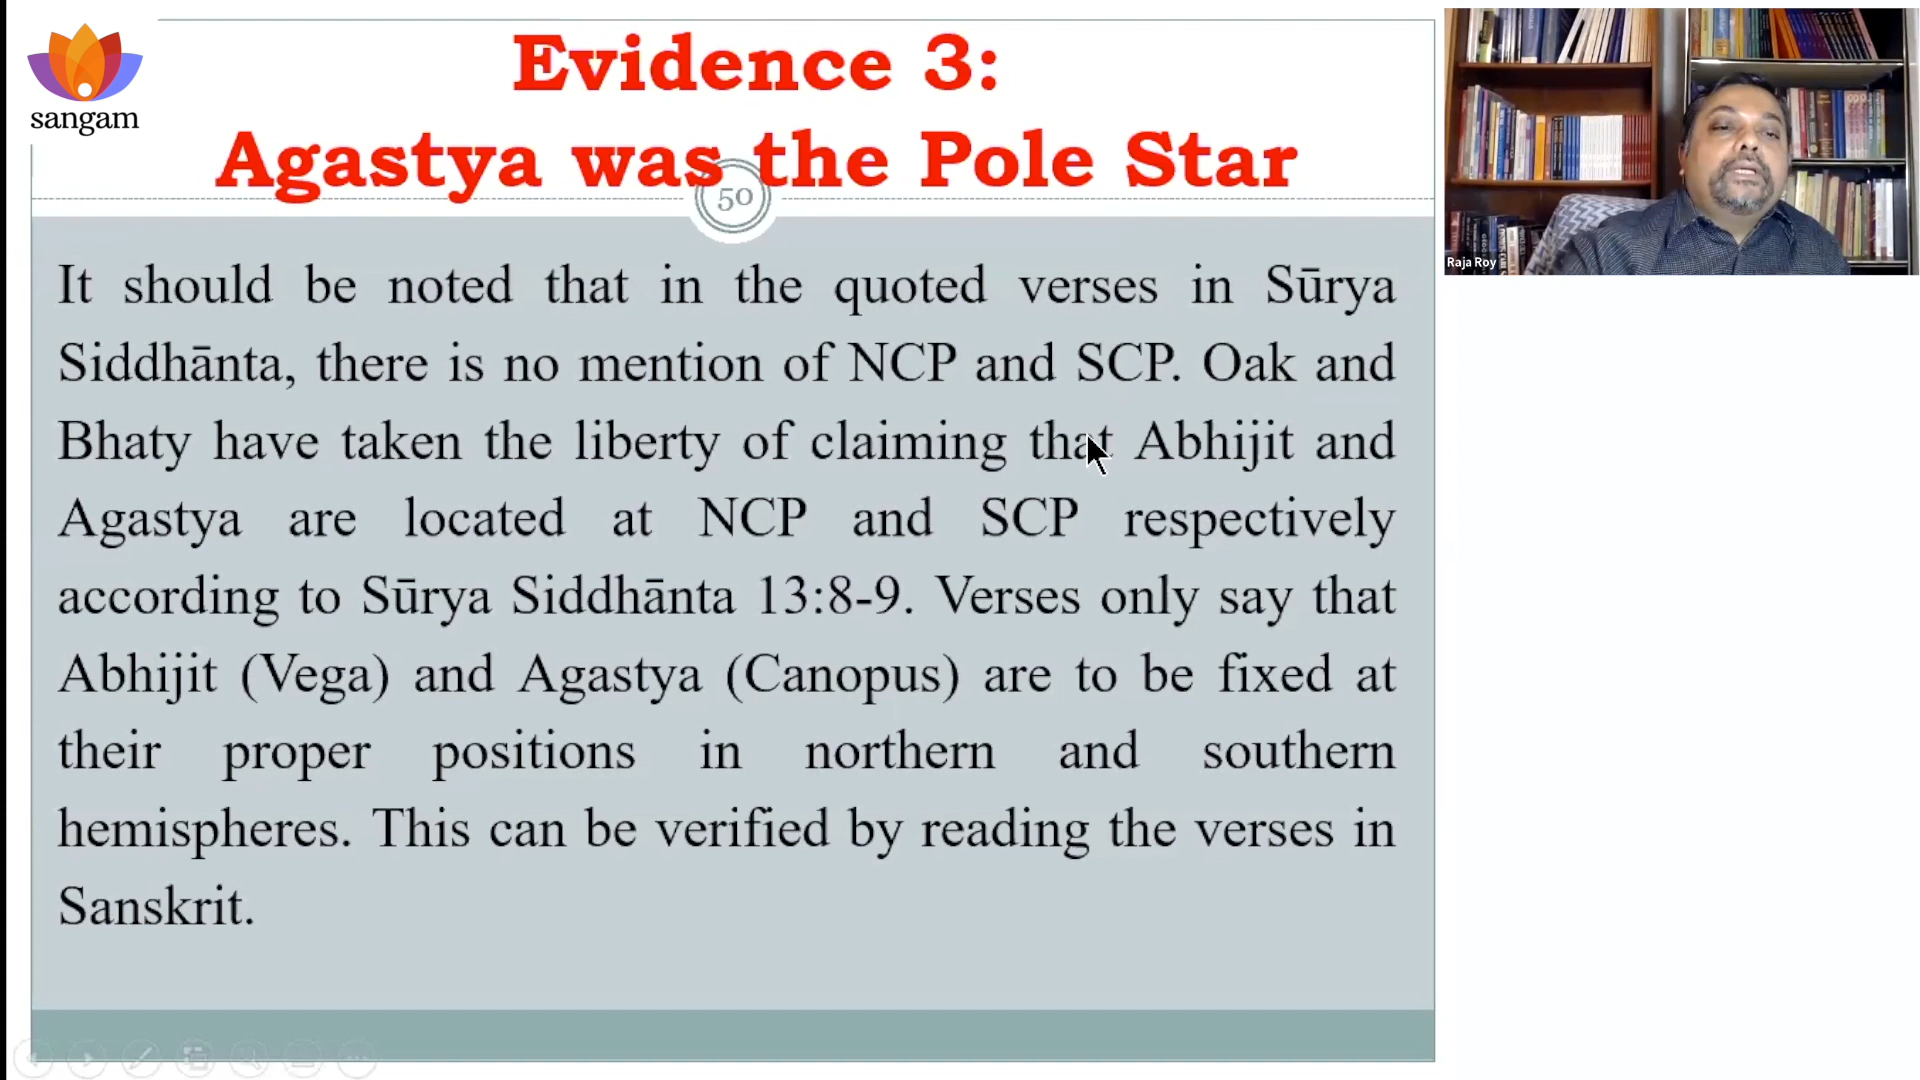 sangam
Evidence 3:
Agastya was the Pole Star
50
It should be noted that in the quoted verses in Sūrya
Siddhānta, there is no mention of NCP and SCP. Oak and
Bhaty have taken the liberty of claiming that Abhijit and
Agastya are located at NCP and SCP respectively
according to Sūrya Siddhānta 13:8-9. Verses only say that
Abhijit (Vega) and Agastya (Canopus) are to be fixed at
their proper positions in northern and southern
hemispheres. This can be verified by reading the verses in
Sanskrit.
Raja Roy